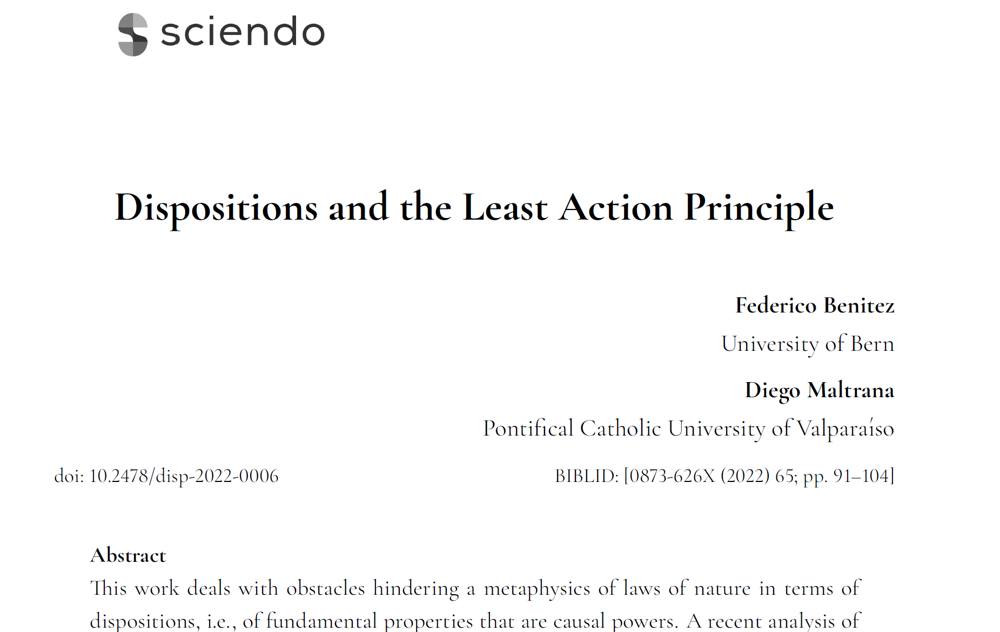 sciendo
Dispositions and the Least Action Principle
Federico Benitez
University of Bern
Diego Maltrana
Pontifical Catholic University of Valparaíso
doi: 10.2478/disp-2022-0006
BIBLID: [0873-626X (2022) 65; pp. 91–104]
Abstract
This work deals with obstacles hindering a metaphysics of laws of nature in terms of
dispositions, i.e., of fundamental properties that are causal powers. A recent analysis of